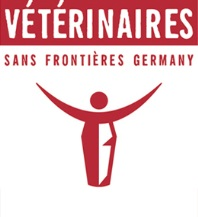 VÉTÉRINAIRES
SANS FRONTIÈRES GERMANY